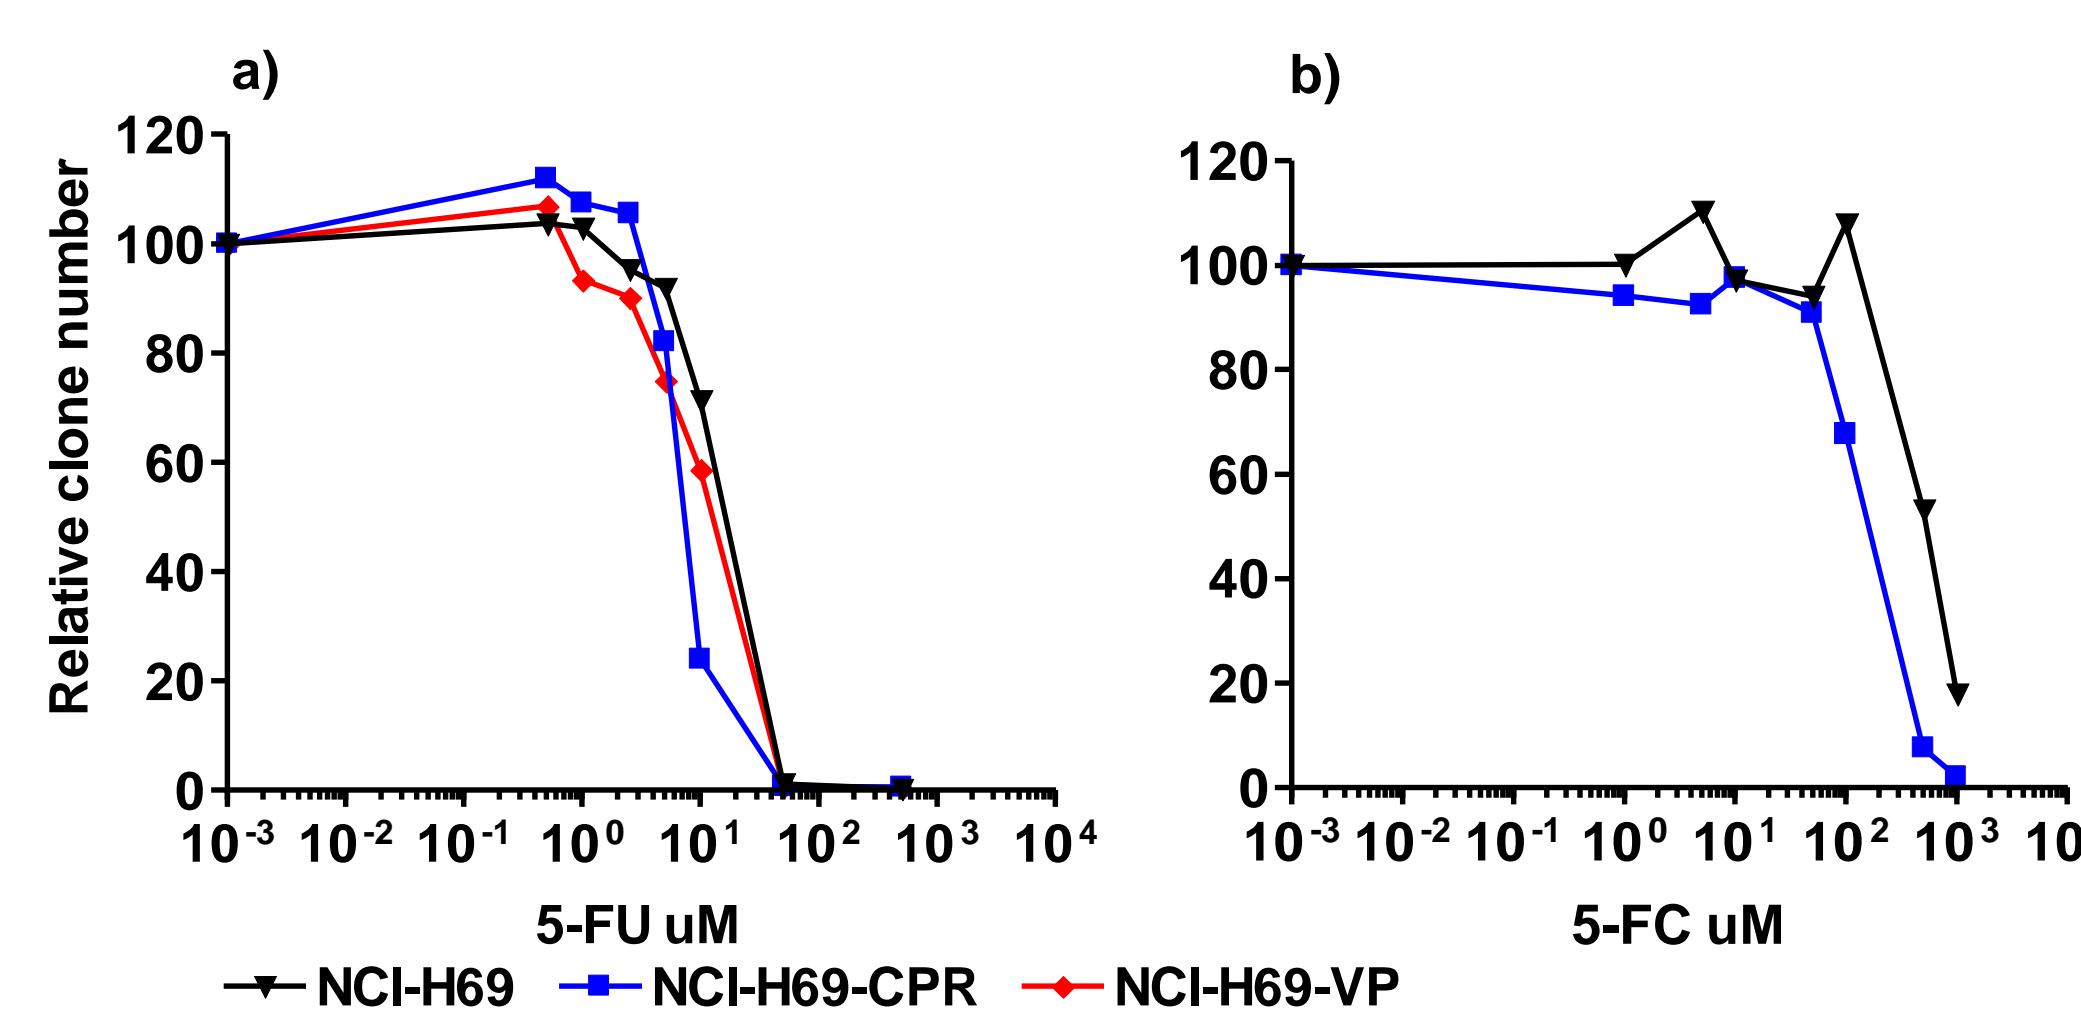 a)
b)
Relative clone number
120
100
80
60
40
20
0
10⁻³ 10⁻² 10⁻¹ 10⁰ 10¹ 10² 10³ 10⁴
5-FU uM
120
100
80
60
40
20
0
10⁻³ 10⁻² 10⁻¹ 10⁰ 10¹ 10² 10³ 10
5-FC uM
NCI-H69 NCI-H69-CPR NCI-H69-VP